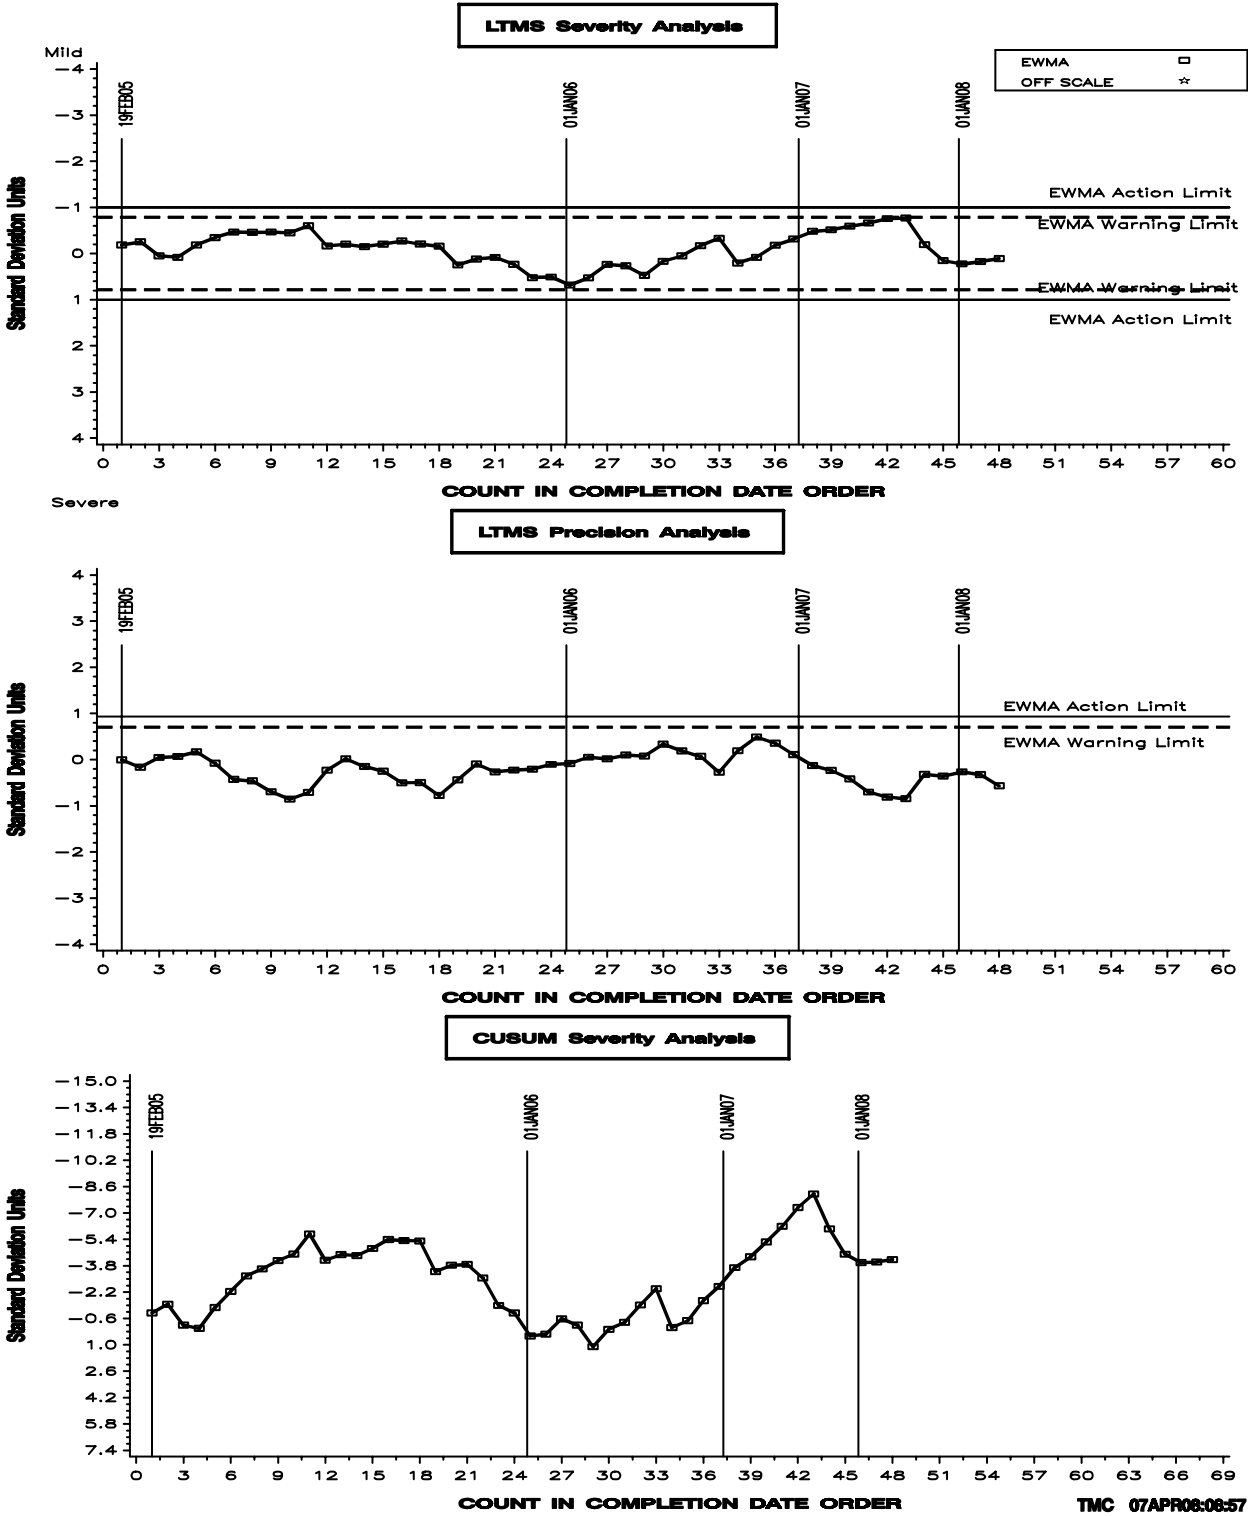 LTMS Severity Analysis
Mild
EWMA
OFF SCALE
19FEB05
01JAN06
01JAN07
01JAN08
Standard Deviation Units
-4
-3
-2
-1
0
1
2
3
4
EWMA Action Limit
EWMA Warning Limit
EWMA Warning Limit
EWMA Action Limit
0 3 6 9 12 15 18 21 24 27 30 33 36 39 42 45 48 51 54 57 60
COUNT IN COMPLETION DATE ORDER
Severe
LTMS Precision Analysis
19FEB05
01JAN06
01JAN07
01JAN08
Standard Deviation Units
4
3
2
1
0
-1
-2
-3
-4
EWMA Action Limit
EWMA Warning Limit
0 3 6 9 12 15 18 21 24 27 30 33 36 39 42 45 48 51 54 57 60
COUNT IN COMPLETION DATE ORDER
CUSUM Severity Analysis
19FEB05
01JAN06
01JAN07
01JAN08
Standard Deviation Units
-15.0
-13.4
-11.8
-10.2
-8.6
-7.0
-5.4
-3.8
-2.2
-0.6
1.0
2.6
4.2
5.8
7.4
0 3 6 9 12 15 18 21 24 27 30 33 36 39 42 45 48 51 54 57 60 63 66 69
COUNT IN COMPLETION DATE ORDER
TMC 07APR08:08:57